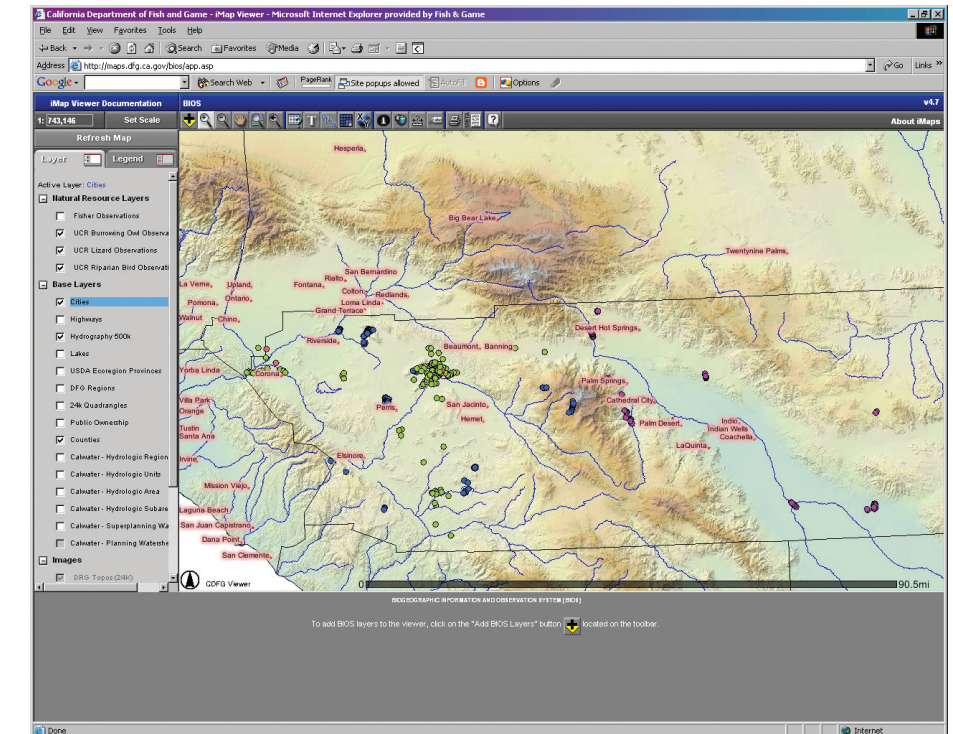 California Department of Fish and Game - iMap Viewer - Microsoft Internet Explorer provided by Fish & Game
File Edit View Favorites Tools Help
Back Search Favorites Media
Address http://maps.dfg.ca.gov/bios/app.asp Go Links »
Google Search Web PageRank Site popups allowed AutoFill Options
iMap Viewer Documentation BIOS v4.7
1: 743,146 Set Scale T ? About iMaps
Refresh Map
Layer Legend
Active Layer: Cities
Natural Resource Layers
Fisher Observations
UCR Burrowing Owl Observa
UCR Lizard Observations
UCR Riparian Bird Observati
Base Layers
Cities
Highways
Hydrography 500k
Lakes
USDA Ecoregion Provinces
DFG Regions
24k Quadrangles
Public Ownership
Counties
Calwater - Hydrologic Region
Calwater - Hydrologic Units
Calwater - Hydrologic Area
Calwater - Hydrologic Subare
Calwater - Superplanning Wa
Calwater - Planning Watershe
Images
DRG Topos (24K)
Hesperia
Big Bear Lake
Twentynine Palms
San Bernardino
Rialto
La Verne Upland Fontana
Colton Redlands
Pomona Ontario Loma Linda
Grand Terrace
Walnut Chino
Desert Hot Springs
Riverside
Beaumont Banning
Yorba Linda Corona
Palm Springs
Villa Park Perris San Jacinto Cathedral City
Orange
Hemet Palm Desert Indio
Tustin Indian Wells
Santa Ana Coachella
LaQuinta
Irvine Elsinore
Mission Viejo
Laguna Beach
San Juan Capistrano
Dana Point
San Clemente
CDFG Viewer 0 90.5mi
BIOGEOGRAPHIC INFORMATION AND OBSERVATION SYSTEM [BIOS]
To add BIOS layers to the viewer, click on the "Add BIOS Layers" button located on the toolbar.
Done Internet